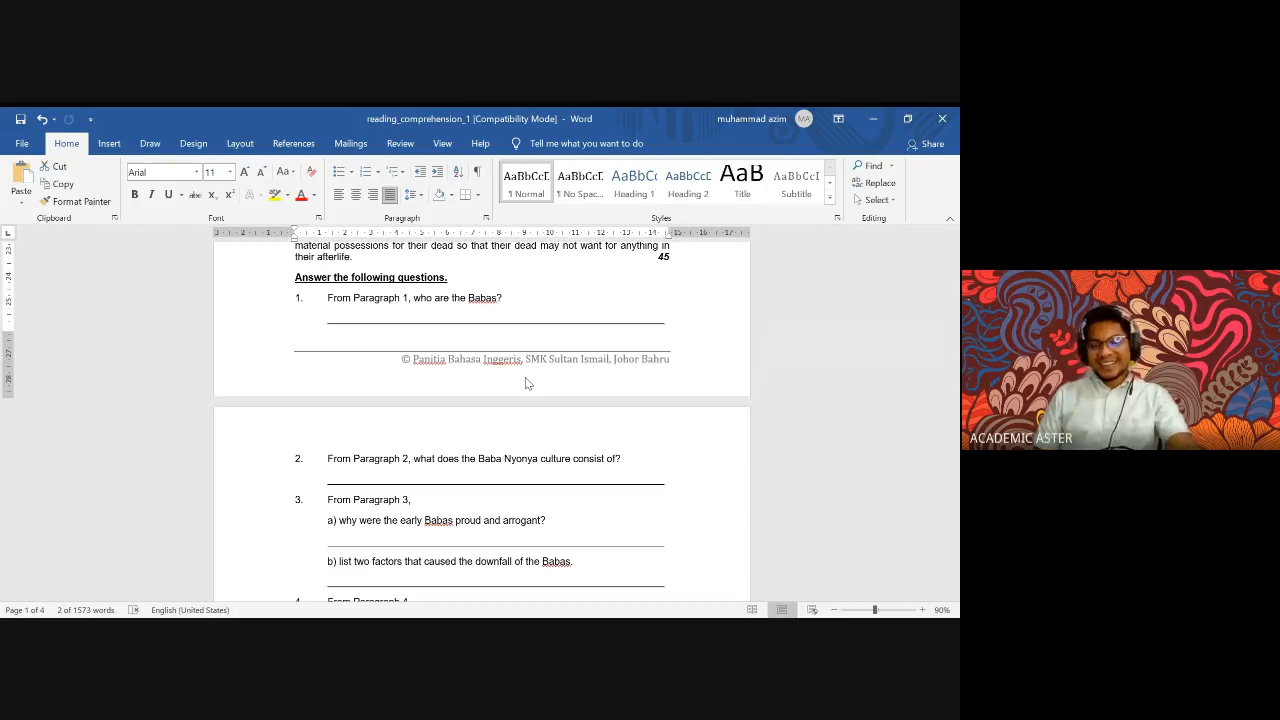 reading_comprehension_1 [Compatibility Mode] - Word
muhammad azim
MA
File Home Insert Draw Design Layout References Mailings Review View Help Tell me what you want to do
Share
Paste
Cut
Copy
Format Painter
Clipboard
Arial 11
Font
Paragraph
AaBbCcI AaBbCcI AaBbCc AaBbCcI AaB AaBbCcI
¶ Normal ¶ No Spac... Heading 1 Heading 2 Title Subtitle
Styles
Find
Replace
Select
Editing
material possessions for their dead so that their dead may not want for anything in
their afterlife. 45
Answer the following questions.
1. From Paragraph 1, who are the Babas?
© Panitia Bahasa Inggeris, SMK Sultan Ismail, Johor Bahru
2. From Paragraph 2, what does the Baba Nyonya culture consist of?
3. From Paragraph 3,
a) why were the early Babas proud and arrogant?
b) list two factors that caused the downfall of the Babas.
4. From Paragraph 4,
Page 1 of 4 2 of 1573 words English (United States) 90%
ACADEMIC ASTER